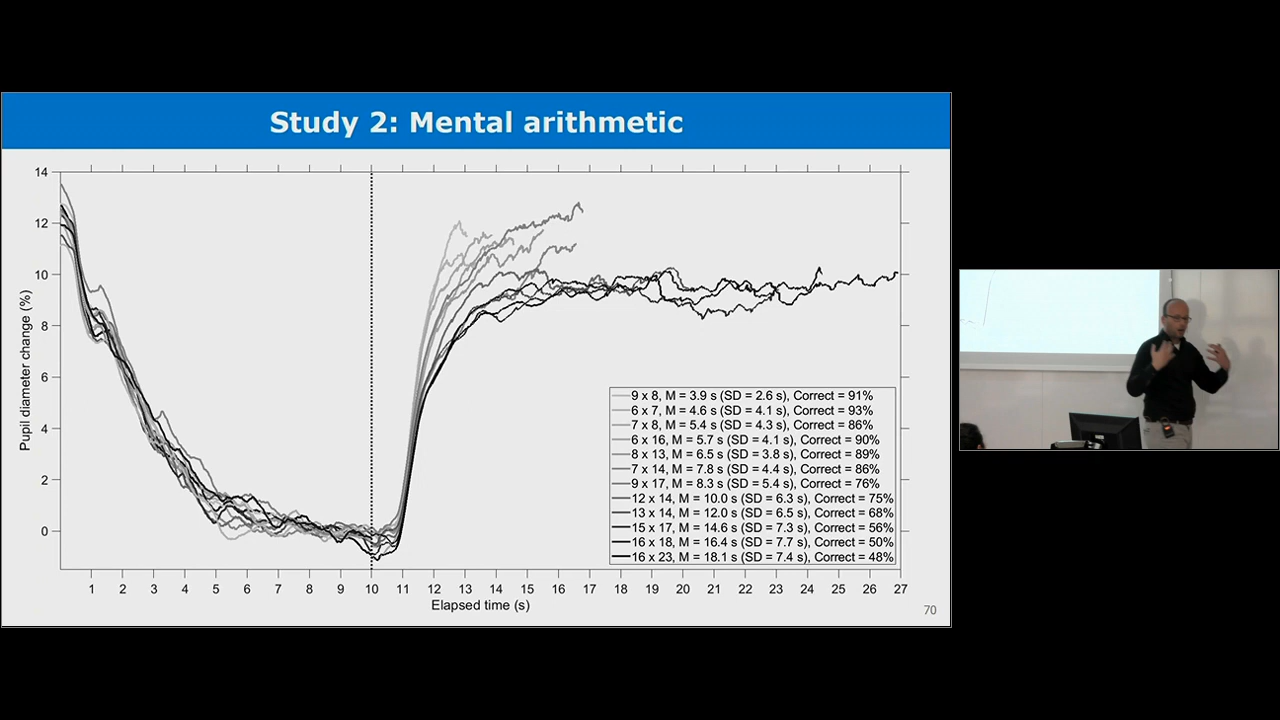 Study 2: Mental arithmetic
14
12
10
8
6
4
2
0
Pupil diameter change (%)
9 x 8, M = 3.9 s (SD = 2.6 s), Correct = 91%
6 x 7, M = 4.6 s (SD = 4.1 s), Correct = 93%
7 x 8, M = 5.4 s (SD = 4.3 s), Correct = 86%
6 x 16, M = 5.7 s (SD = 4.1 s), Correct = 90%
8 x 13, M = 6.5 s (SD = 3.8 s), Correct = 89%
7 x 14, M = 7.8 s (SD = 4.4 s), Correct = 86%
9 x 17, M = 8.3 s (SD = 5.4 s), Correct = 76%
12 x 14, M = 10.0 s (SD = 6.3 s), Correct = 75%
13 x 14, M = 12.0 s (SD = 6.5 s), Correct = 68%
15 x 17, M = 14.6 s (SD = 7.3 s), Correct = 56%
16 x 18, M = 16.4 s (SD = 7.7 s), Correct = 50%
16 x 23, M = 18.1 s (SD = 7.4 s), Correct = 48%
1 2 3 4 5 6 7 8 9 10 11 12 13 14 15 16 17 18 19 20 21 22 23 24 25 26 27
Elapsed time (s)
70